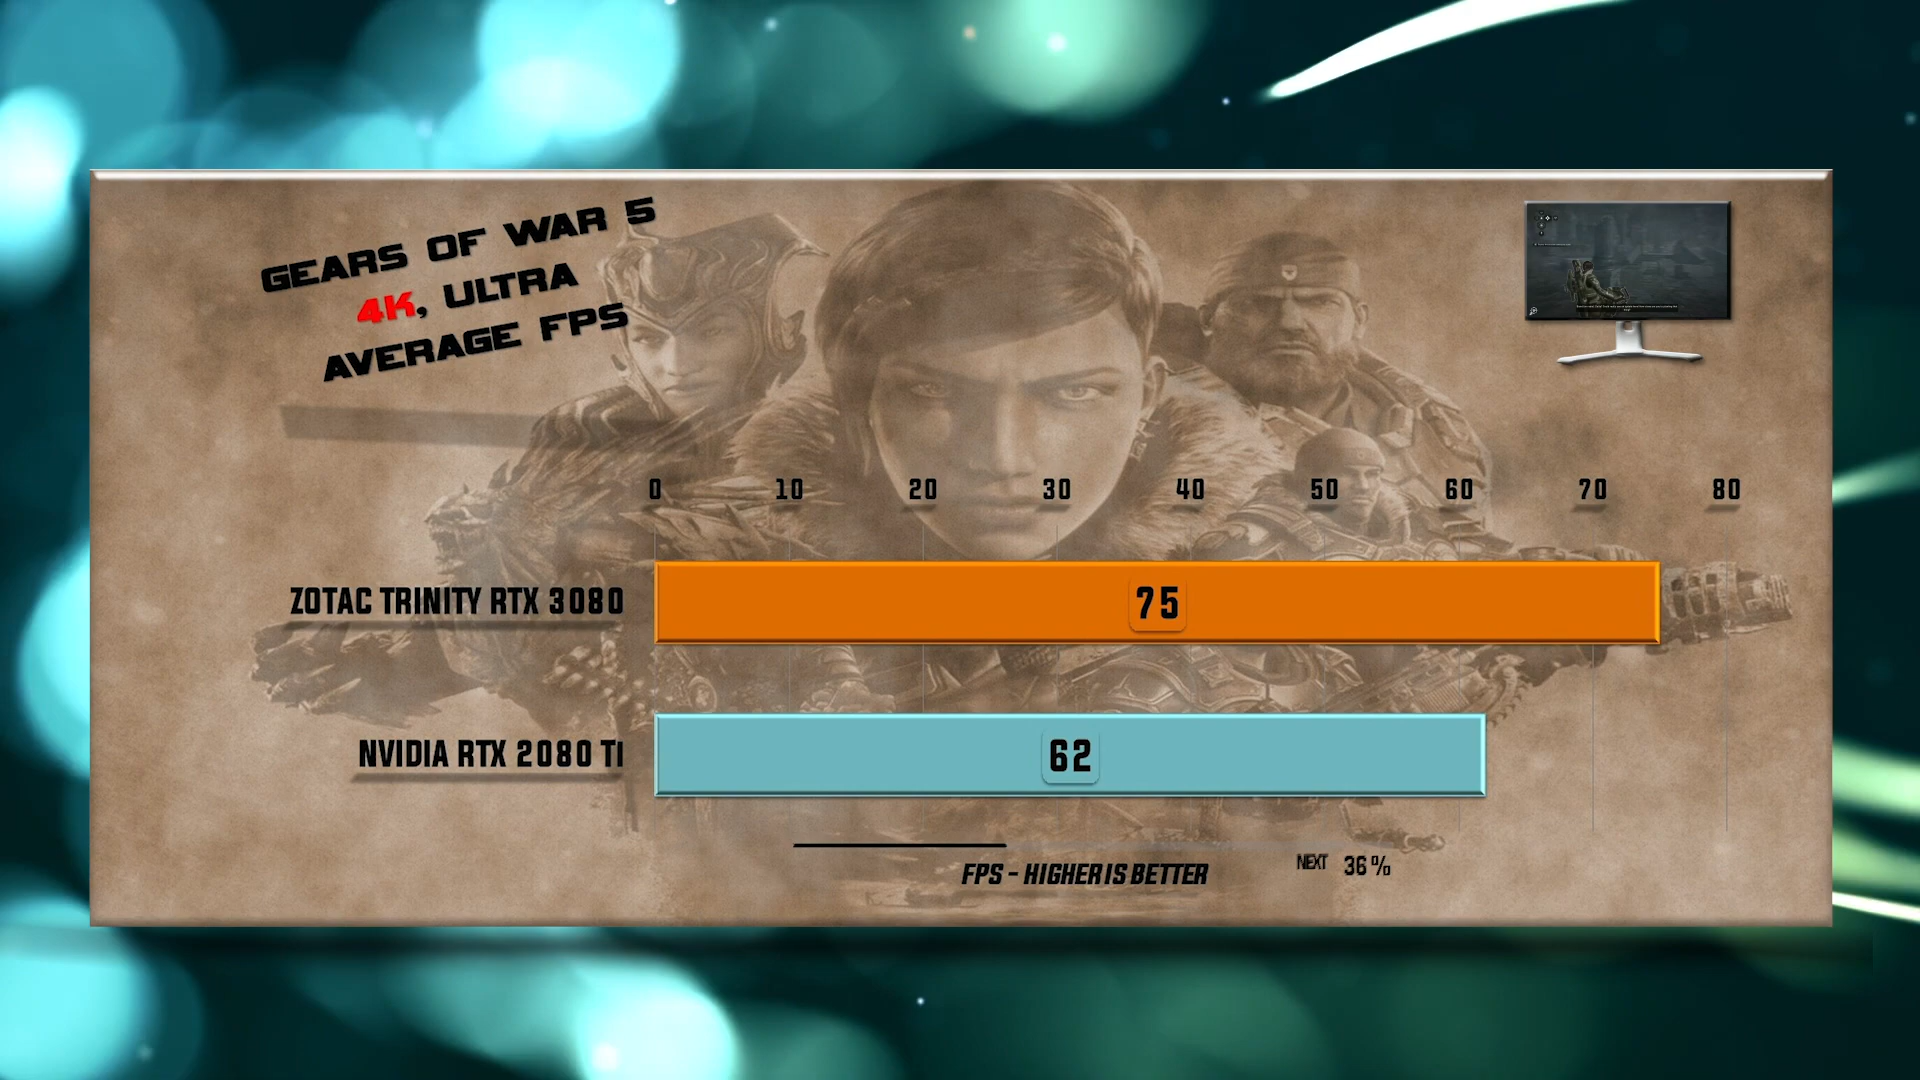 GEARS OF WAR 5
4K, ULTRA
AVERAGE FPS
0 10 20 30 40 50 60 70 80
ZOTAC TRINITY RTX 3080 75
NVIDIA RTX 2080 TI 62
FPS - HIGHER IS BETTER
NEXT 36%